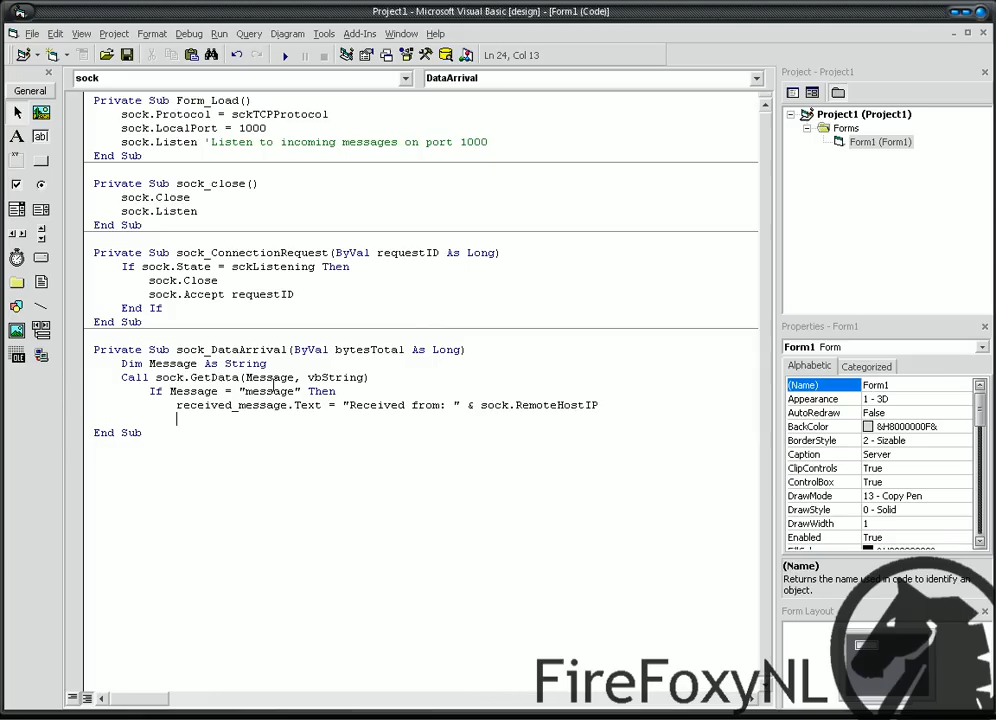 Project1 - Microsoft Visual Basic [design] - [Form1 (Code)]
File Edit View Project Format Debug Run Query Diagram Tools Add-Ins Window Help
Ln 24, Col 13
General
sock
DataArrival
Private Sub Form_Load()
sock.Protocol = sckTCPProtocol
sock.LocalPort = 1000
sock.Listen 'Listen to incoming messages on port 1000
End Sub
Private Sub sock_close()
sock.Close
sock.Listen
End Sub
Private Sub sock_ConnectionRequest(ByVal requestID As Long)
If sock.State = sckListening Then
sock.Close
sock.Accept requestID
End If
End Sub
Private Sub sock_DataArrival(ByVal bytesTotal As Long)
Dim Message As String
Call sock.GetData(Message, vbString)
If Message = "message" Then
received_message.Text = "Received from: " & sock.RemoteHostIP
End Sub
Project - Project1
Project1 (Project1)
Forms
Form1 (Form1)
Properties - Form1
Form1 Form
Alphabetic Categorized
(Name) Form1
Appearance 1 - 3D
AutoRedraw False
BackColor &H8000000F&
BorderStyle 2 - Sizable
Caption Server
ClipControls True
ControlBox True
DrawMode 13 - Copy Pen
DrawStyle 0 - Solid
DrawWidth 1
Enabled True
(Name)
Returns the name used in code to identify an
object.
Form Layout
FireFoxyNL